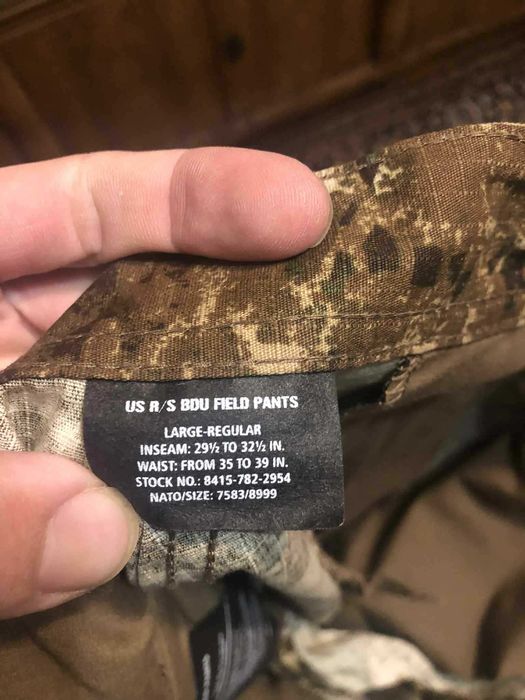 US R/S BDU FIELD PANTS
LARGE-REGULAR
INSEAM: 29½ TO 32½ IN.
WAIST: FROM 35 TO 39 IN.
STOCK NO.: 8415-782-2954
NATO/SIZE: 7583/8999